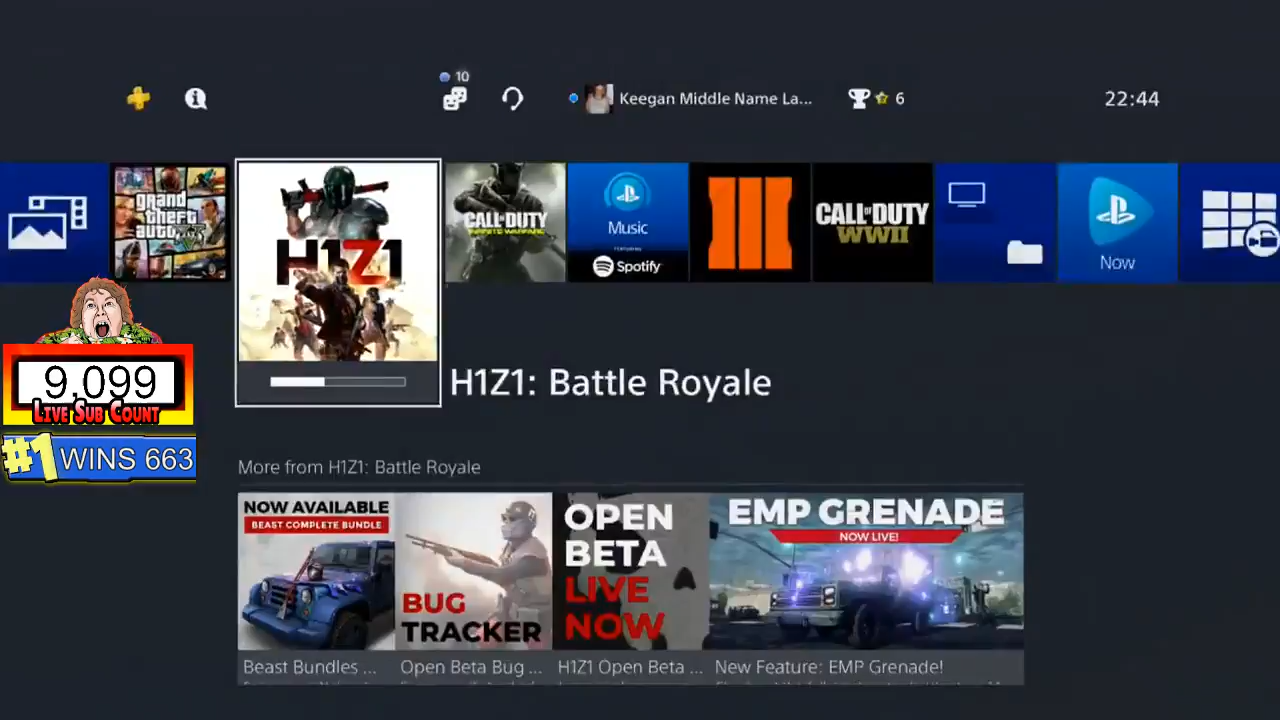 10
Keegan Middle Name La...
6
22:44
grand
theft
auto
V
H1Z1
CALL OF DUTY
INFINITE WARFARE
Music
Spotify
IIII
CALL OF DUTY
WWII
Now
9,099
LIVE SUB COUNT
#1 WINS 663
H1Z1: Battle Royale
More from H1Z1: Battle Royale
NOW AVAILABLE
BEAST COMPLETE BUNDLE
BUG
TRACKER
OPEN
BETA
LIVE
NOW
EMP GRENADE
NOW LIVE!
Beast Bundles ...
Open Beta Bug ...
H1Z1 Open Beta ...
New Feature: EMP Grenade!